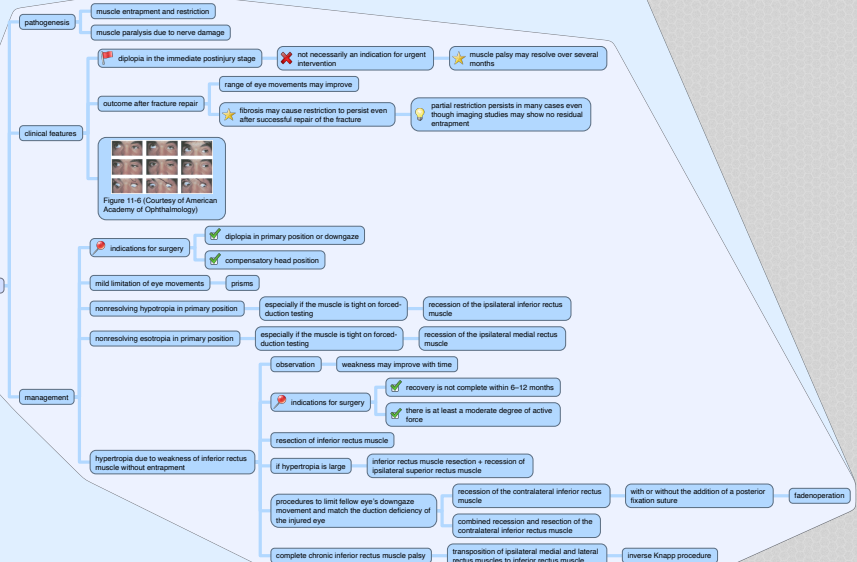 pathogenesis
muscle entrapment and restriction
muscle paralysis due to nerve damage
clinical features
diplopia in the immediate postinjury stage
not necessarily an indication for urgent
intervention
muscle palsy may resolve over several
months
outcome after fracture repair
range of eye movements may improve
fibrosis may cause restriction to persist even
after successful repair of the fracture
partial restriction persists in many cases even
though imaging studies may show no residual
entrapment
Figure 11-6 (Courtesy of American
Academy of Ophthalmology)
management
indications for surgery
diplopia in primary position or downgaze
compensatory head position
mild limitation of eye movements
prisms
nonresolving hypotropia in primary position
especially if the muscle is tight on forced-
duction testing
recession of the ipsilateral inferior rectus
muscle
nonresolving esotropia in primary position
especially if the muscle is tight on forced-
duction testing
recession of the ipsilateral medial rectus
muscle
hypertropia due to weakness of inferior rectus
muscle without entrapment
observation
weakness may improve with time
indications for surgery
recovery is not complete within 6–12 months
there is at least a moderate degree of active
force
resection of inferior rectus muscle
if hypertropia is large
inferior rectus muscle resection + recession of
ipsilateral superior rectus muscle
procedures to limit fellow eye's downgaze
movement and match the duction deficiency of
the injured eye
recession of the contralateral inferior rectus
muscle
with or without the addition of a posterior
fixation suture
fadenoperation
combined recession and resection of the
contralateral inferior rectus muscle
complete chronic inferior rectus muscle palsy
transposition of ipsilateral medial and lateral
rectus muscles to inferior rectus muscle
inverse Knapp procedure